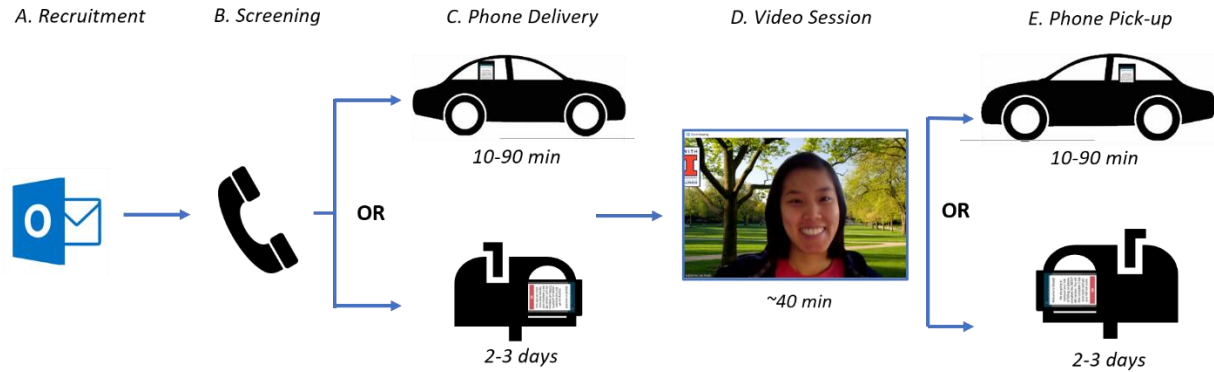 A. Recruitment
B. Screening
C. Phone Delivery
D. Video Session
E. Phone Pick-up
10-90 min
OR
2-3 days
WITH
I
~40 min
10-90 min
OR
2-3 days
O